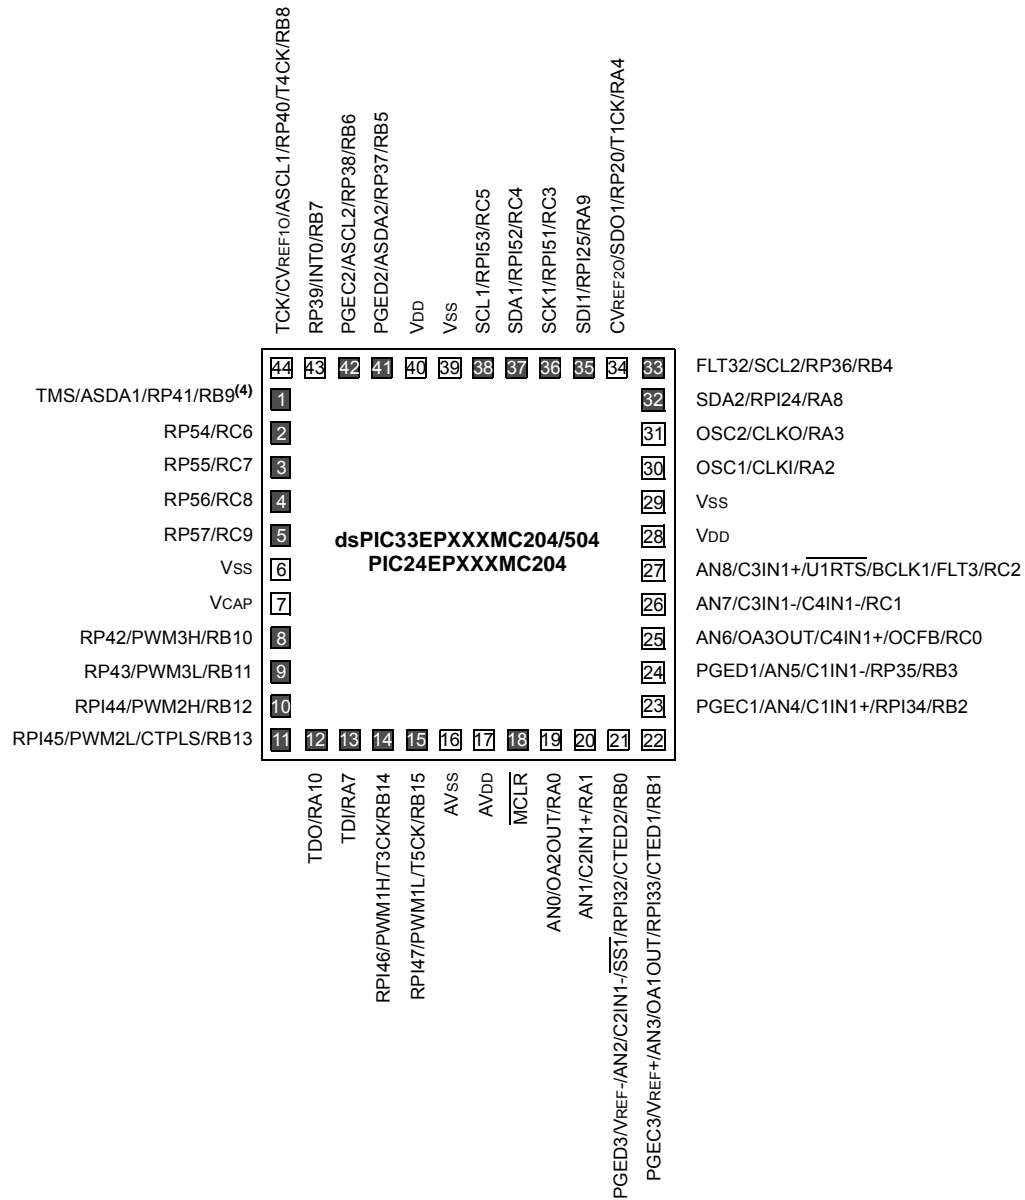 TCK/CVREF1O/ASCL1/RP40/T4CK/RB8
RP39/INT0/RB7
PGEC2/ASCL2/RP38/RB6
PGED2/ASDA2/RP37/RB5
VDD
VSS
SCL1/RPI53/RC5
SDA1/RPI52/RC4
SCK1/RPI51/RC3
SDI1/RPI25/RA9
CVREF2O/SDO1/RP20/T1CK/RA4
44 43 42 41 40 39 38 37 36 35 34 33 FLT32/SCL2/RP36/RB4
TMS/ASDA1/RP41/RB9(4) 1 32 SDA2/RPI24/RA8
RP54/RC6 2 31 OSC2/CLKO/RA3
RP55/RC7 3 30 OSC1/CLKI/RA2
RP56/RC8 4 29 VSS
RP57/RC9 5 dsPIC33EPXXXMC204/504 28 VDD
PIC24EPXXXMC204
VSS 6 27 AN8/C3IN1+/U1RTS/BCLK1/FLT3/RC2
VCAP 7 26 AN7/C3IN1-/C4IN1-/RC1
RP42/PWM3H/RB10 8 25 AN6/OA3OUT/C4IN1+/OCFB/RC0
RP43/PWM3L/RB11 9 24 PGED1/AN5/C1IN1-/RP35/RB3
RPI44/PWM2H/RB12 10 23 PGEC1/AN4/C1IN1+/RPI34/RB2
RPI45/PWM2L/CTPLS/RB13 11 12 13 14 15 16 17 18 19 20 21 22
TDO/RA10
TDI/RA7
RPI46/PWM1H/T3CK/RB14
RPI47/PWM1L/T5CK/RB15
AVSS
AVDD
MCLR
AN0/OA2OUT/RA0
AN1/C2IN1+/RA1
PGED3/VREF-/AN2/C2IN1-/SS1/RPI32/CTED2/RB0
PGEC3/VREF+/AN3/OA1OUT/RPI33/CTED1/RB1